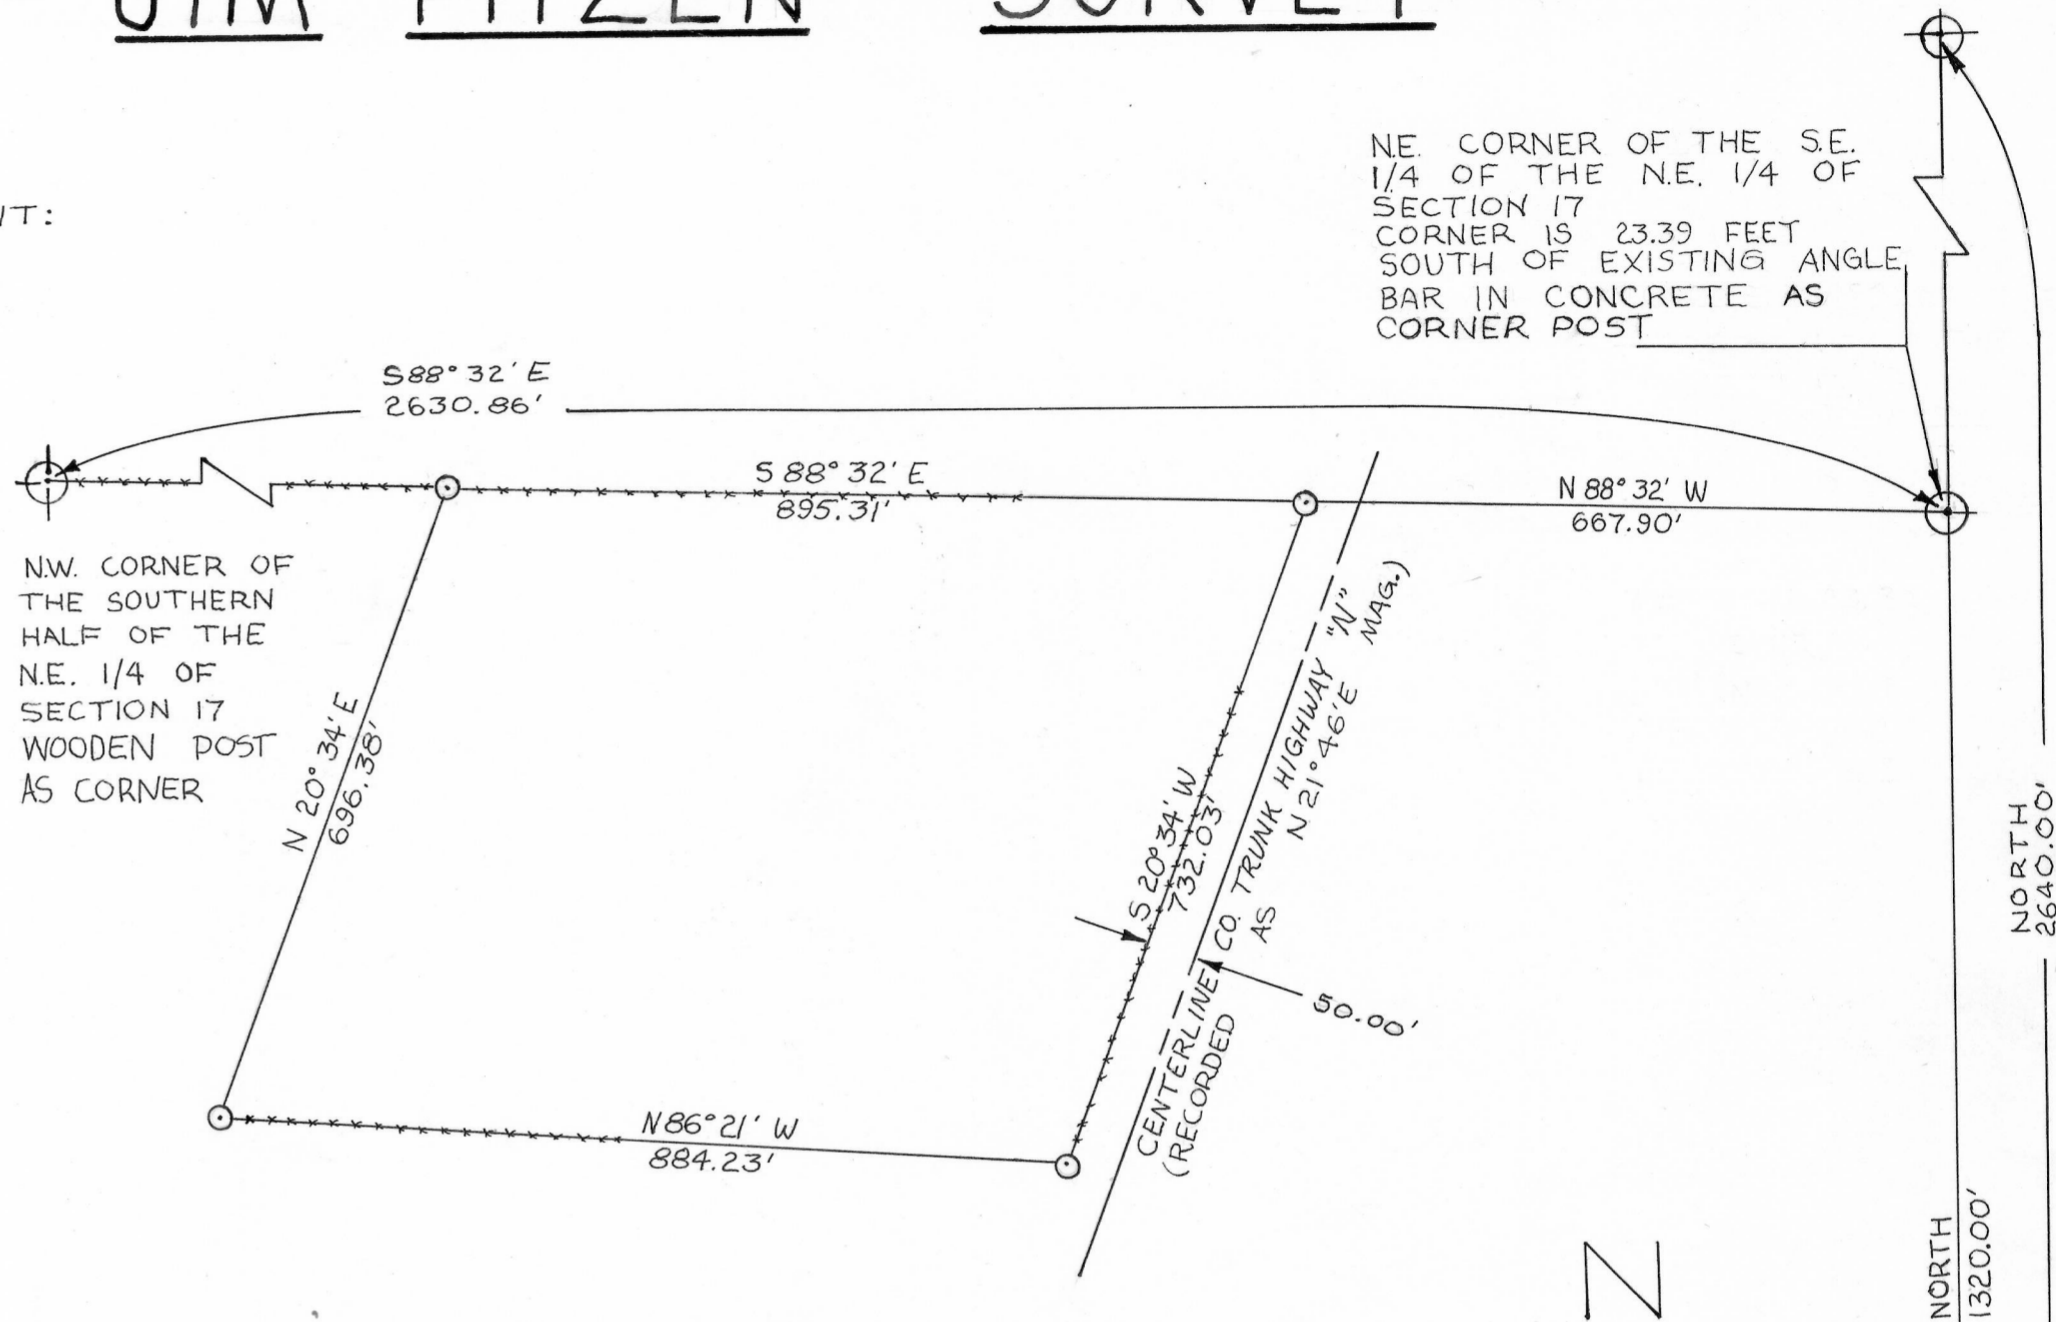 JIM FITZEN SURVEY
NT:
N.E. CORNER OF THE S.E.
1/4 OF THE N.E. 1/4 OF
SECTION 17
CORNER IS 23.39 FEET
SOUTH OF EXISTING ANGLE
BAR IN CONCRETE AS
CORNER POST
S88° 32' E
2630.86'
S 88° 32' E
895.31'
N 88° 32' W
667.90'
N.W. CORNER OF
THE SOUTHERN
HALF OF THE
N.E. 1/4 OF
SECTION 17
WOODEN POST
AS CORNER
N 20° 34' E
696.38'
S 20° 34' W
732.03'
CENTERLINE CO. TRUNK HIGHWAY "N"
(RECORDED AS N 21° 46' E MAG.)
50.00'
N 86° 21' W
884.23'
NORTH
2640.00'
NORTH
1320.00'
N